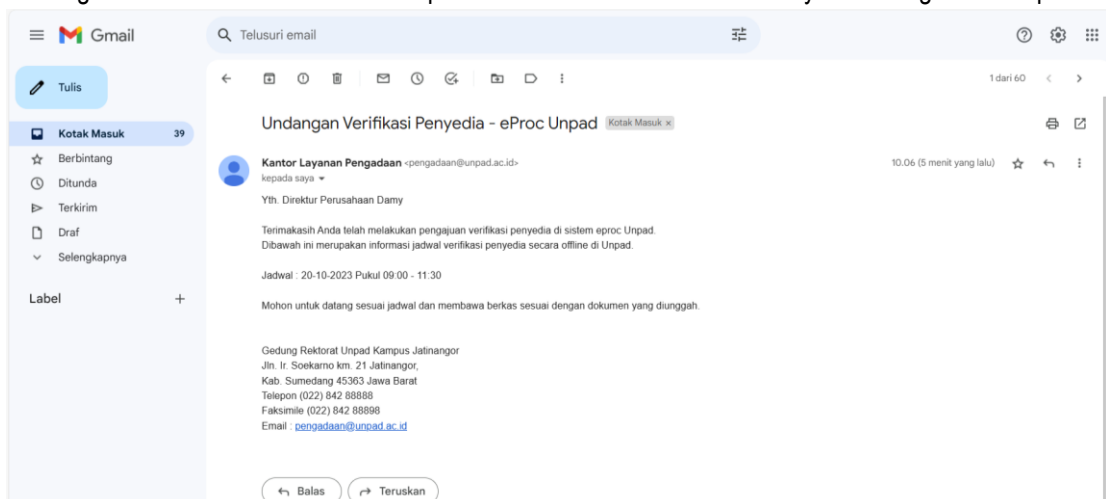 Gmail
Telusuri email
Tulis
1 dari 60
Kotak Masuk 39
Berbintang
Ditunda
Terkirim
Draf
Selengkapnya
Label +
Undangan Verifikasi Penyedia - eProc Unpad Kotak Masuk ×
Kantor Layanan Pengadaan <pengadaan@unpad.ac.id>
10.06 (5 menit yang lalu)
kepada saya
Yth. Direktur Perusahaan Damy
Terimakasih Anda telah melakukan pengajuan verifikasi penyedia di sistem eproc Unpad.
Dibawah ini merupakan informasi jadwal verifikasi penyedia secara offline di Unpad.
Jadwal : 20-10-2023 Pukul 09:00 - 11:30
Mohon untuk datang sesuai jadwal dan membawa berkas sesuai dengan dokumen yang diunggah.
Gedung Rektorat Unpad Kampus Jatinangor
Jln. Ir. Soekarno km. 21 Jatinangor,
Kab. Sumedang 45363 Jawa Barat
Telepon (022) 842 88888
Faksimile (022) 842 88898
Email : pengadaan@unpad.ac.id
Balas
Teruskan